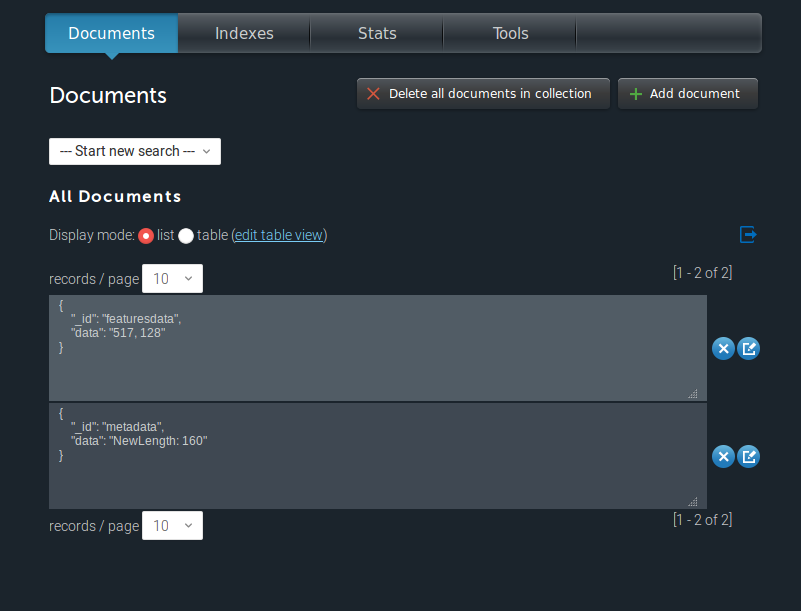 Documents Indexes Stats Tools
Documents
Delete all documents in collection
Add document
--- Start new search ---
All Documents
Display mode: list table (edit table view)
records / page 10
[1 - 2 of 2]
{
"_id": "featuresdata",
"data": "517, 128"
}
{
"_id": "metadata",
"data": "NewLength: 160"
}
records / page 10
[1 - 2 of 2]